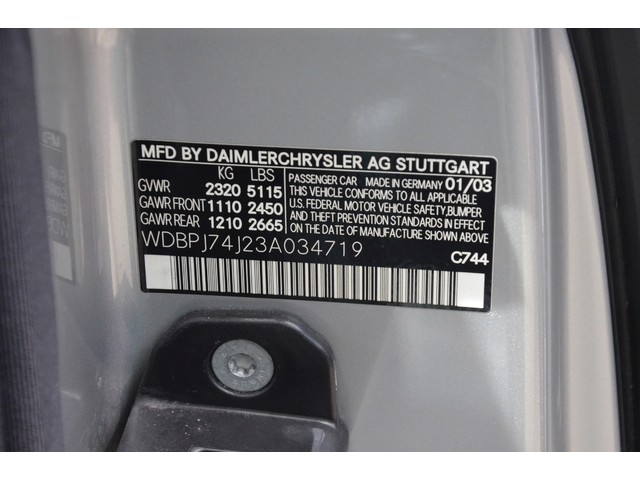 MFD BY DAIMLERCHRYSLER AG STUTTGART
KG LBS
GVWR 2320 5115
GAWR FRONT 1110 2450
GAWR REAR 1210 2665
PASSENGER CAR MADE IN GERMANY 01/03
THIS VEHICLE CONFORMS TO ALL APPLICABLE
U.S. FEDERAL MOTOR VEHICLE SAFETY, BUMPER
AND THEFT PREVENTION STANDARDS IN EFFECT
ON THE DATE OF MANUFACTURE SHOWN ABOVE.
WDBPJ74J23A034719
C744